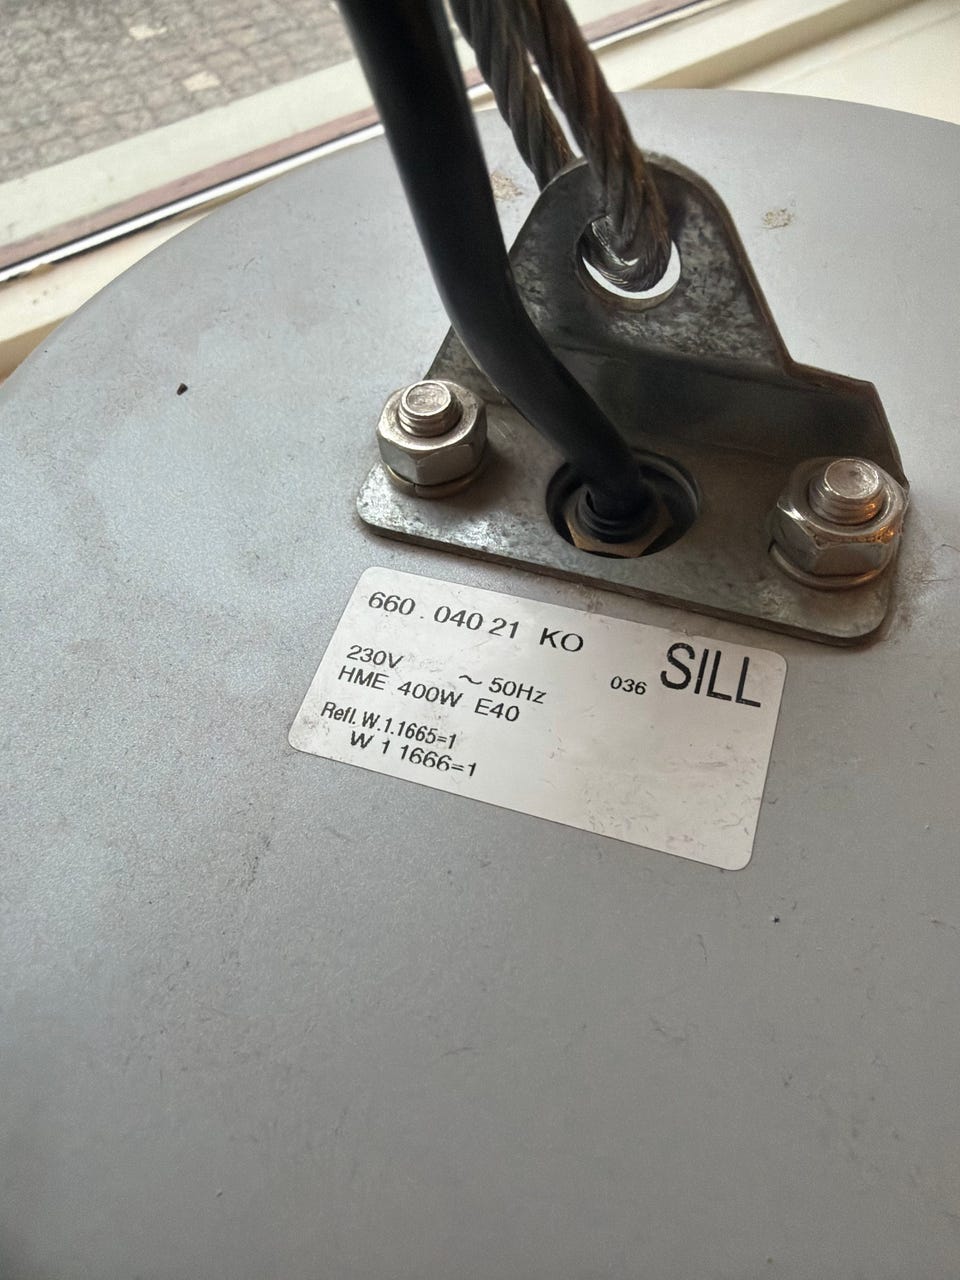 660 . 040 21 KO
036 SILL
230V ~ 50Hz
HME 400W E40
Refl. W.1.1665=1
W 1 1666=1